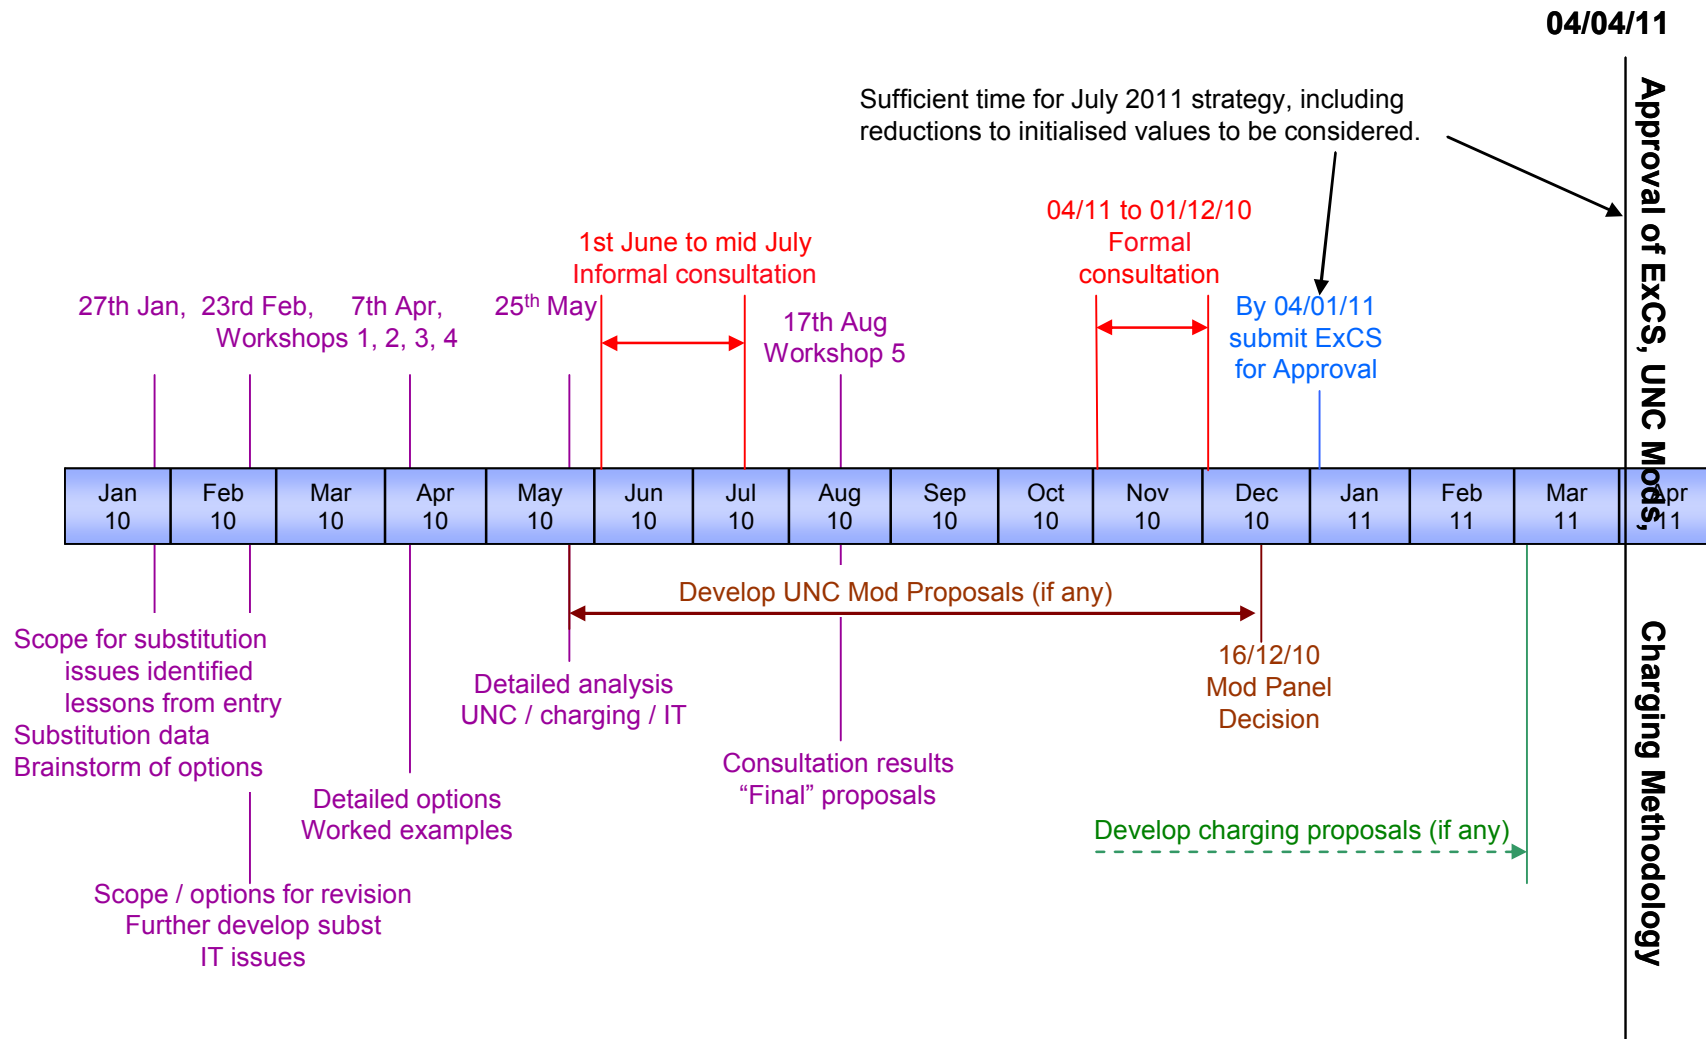 04/04/11
Sufficient time for July 2011 strategy, including
reductions to initialised values to be considered.
Approval of ExCS, UNC Mods,
Charging Methodology
04/11 to 01/12/10
Formal
consultation
1st June to mid July
Informal consultation
27th Jan, 23rd Feb, 7th Apr, 25th May
Workshops 1, 2, 3, 4
17th Aug
Workshop 5
By 04/01/11
submit ExCS
for Approval
Jan Feb Mar Apr May Jun Jul Aug Sep Oct Nov Dec Jan Feb Mar Apr
10 10 10 10 10 10 10 10 10 10 10 10 11 11 11 11
Develop UNC Mod Proposals (if any)
Scope for substitution
issues identified
lessons from entry
Substitution data
Brainstorm of options
Detailed analysis
UNC / charging / IT
16/12/10
Mod Panel
Decision
Consultation results
“Final” proposals
Detailed options
Worked examples
Develop charging proposals (if any)
Scope / options for revision
Further develop subst
IT issues